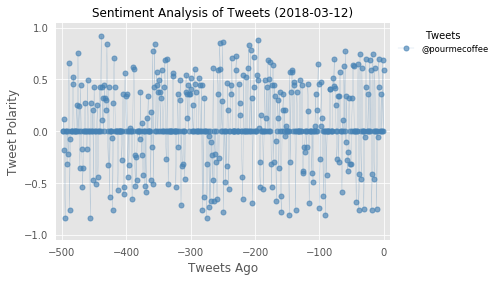 Sentiment Analysis of Tweets (2018-03-12)
Tweets
@pourmecoffee
1.0
0.5
0.0
−0.5
−1.0
Tweet Polarity
−500 −400 −300 −200 −100 0
Tweets Ago